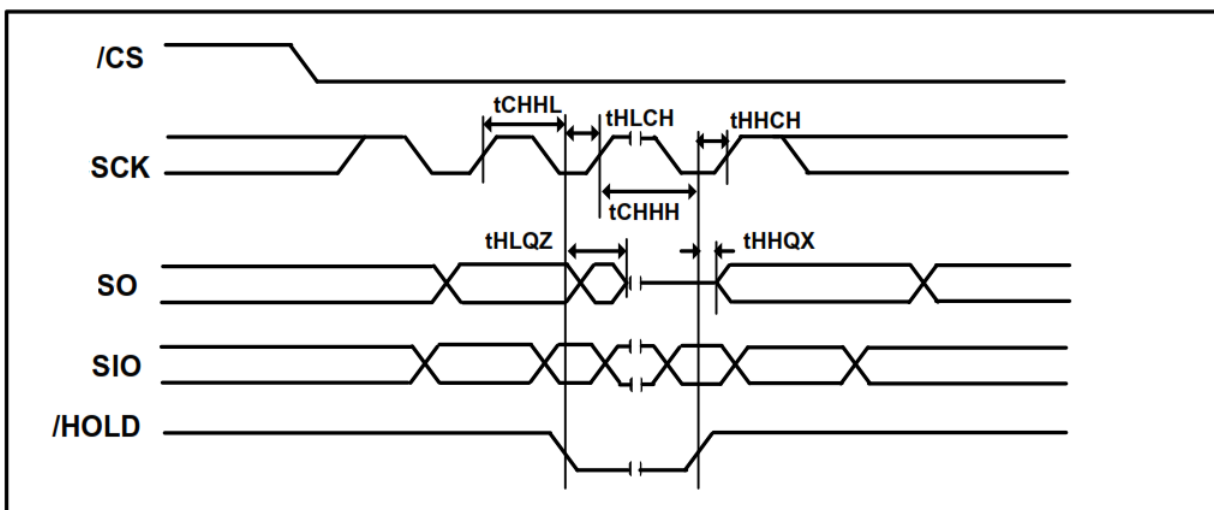 /CS
tCHHL
tHLCH
tHHCH
SCK
tCHHH
tHLQZ
tHHQX
SO
SIO
/HOLD